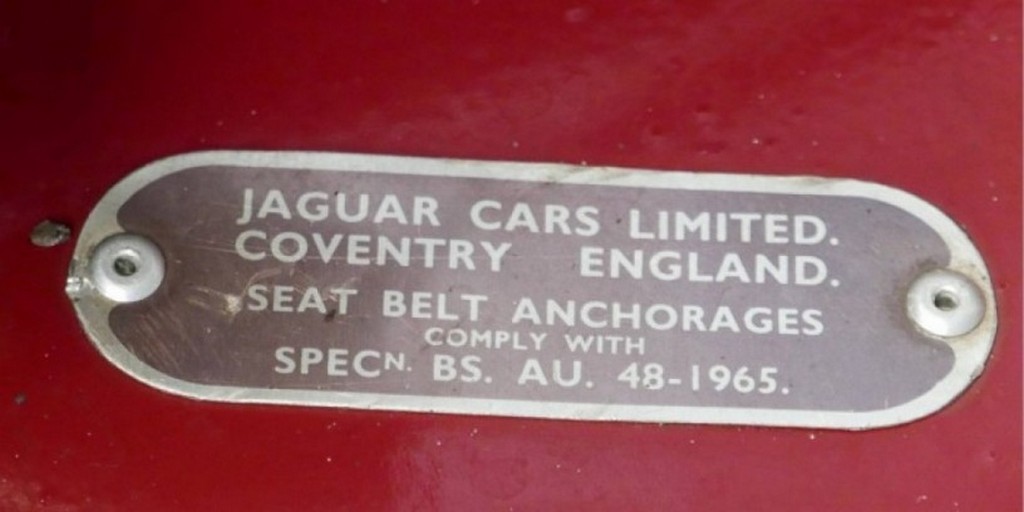 JAGUAR CARS LIMITED.
COVENTRY ENGLAND.
SEAT BELT ANCHORAGES
COMPLY WITH
SPECN. BS. AU. 48-1965.